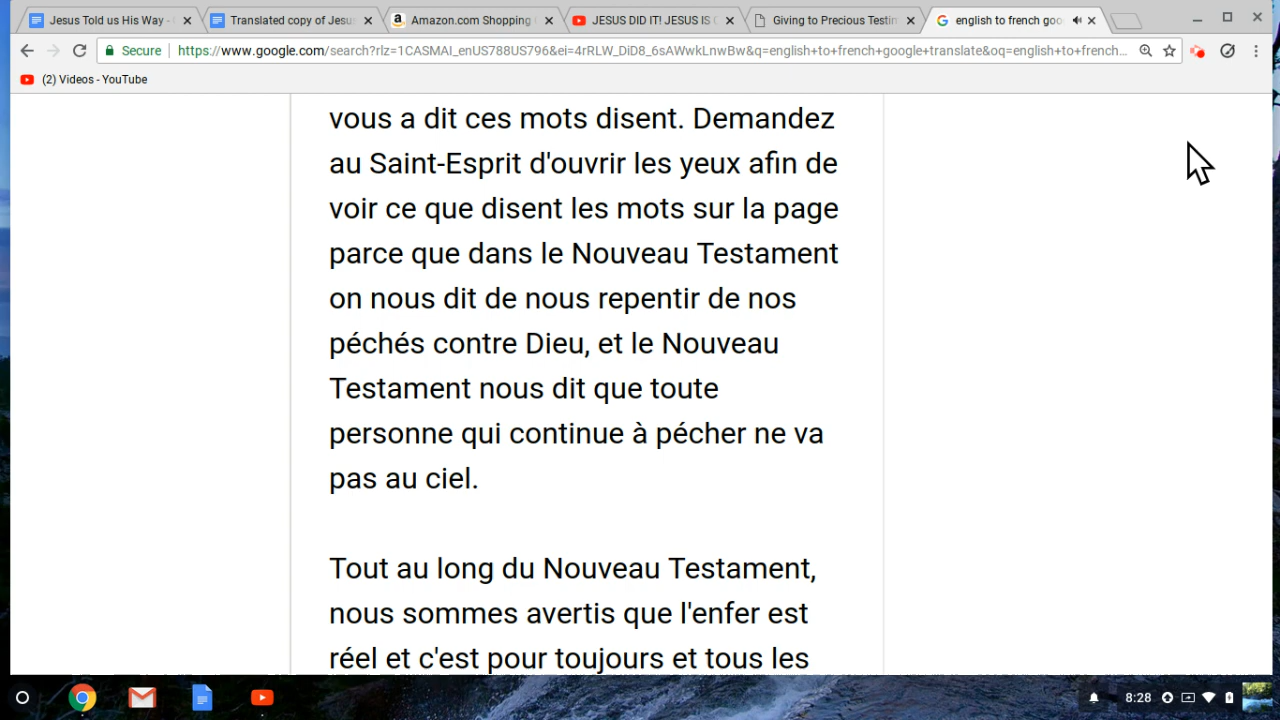 Jesus Told us His Way -
Translated copy of Jesus
Amazon.com Shopping
JESUS DID IT! JESUS IS
Giving to Precious Testin
english to french goo
Secure
https://www.google.com/search?rlz=1CASMAI_enUS788US796&ei=4rRLW_DiD8_6sAWwkLnwBw&q=english+to+french+google+translate&oq=english+to+french...
(2) Videos - YouTube
vous a dit ces mots disent. Demandez
au Saint-Esprit d'ouvrir les yeux afin de
voir ce que disent les mots sur la page
parce que dans le Nouveau Testament
on nous dit de nous repentir de nos
péchés contre Dieu, et le Nouveau
Testament nous dit que toute
personne qui continue à pécher ne va
pas au ciel.
Tout au long du Nouveau Testament,
nous sommes avertis que l'enfer est
réel et c'est pour toujours et tous les
8:28